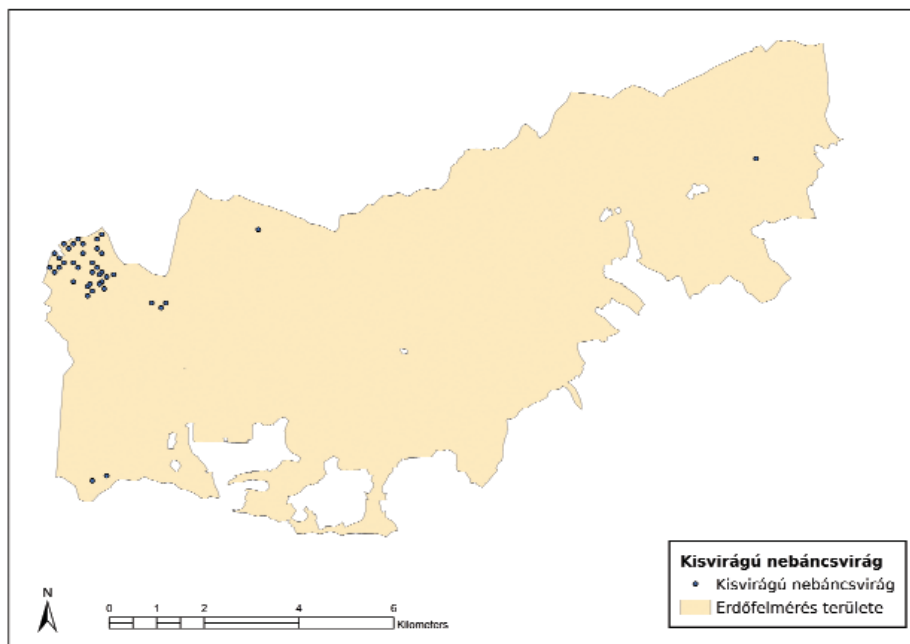 N
0 1 2 4 6
Kilometers
Kisvirágú nebáncsvirág
Kisvirágú nebáncsvirág
Erdőfelmérés területe